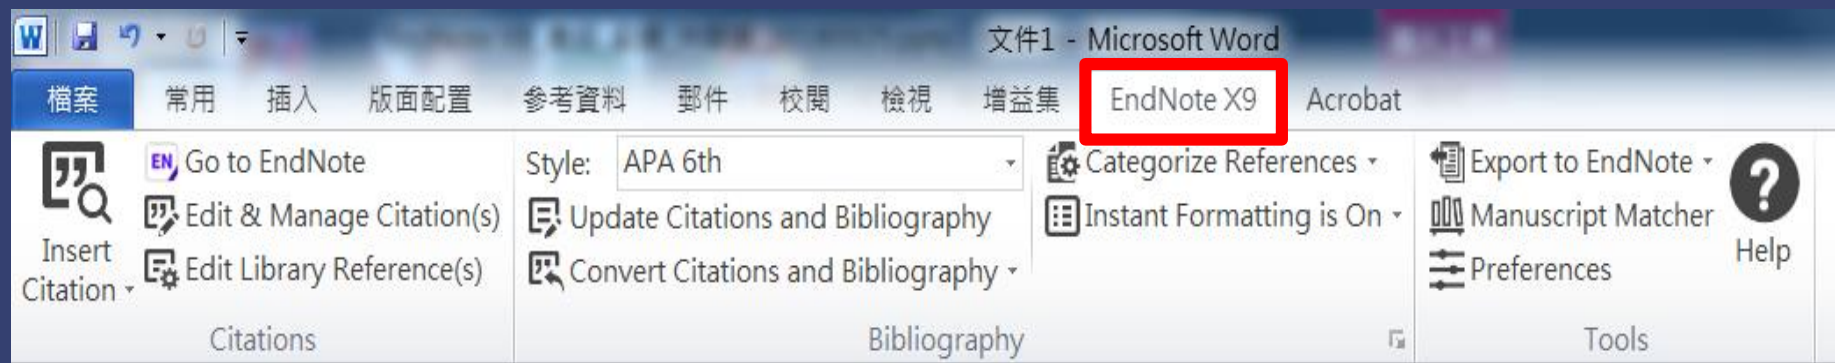 文件1 - Microsoft Word
檔案 常用 插入 版面配置 參考資料 郵件 校閱 檢視 增益集 EndNote X9 Acrobat
Insert Citation
Go to EndNote
Edit & Manage Citation(s)
Edit Library Reference(s)
Citations
Style: APA 6th
Update Citations and Bibliography
Convert Citations and Bibliography
Categorize References
Instant Formatting is On
Bibliography
Export to EndNote
Manuscript Matcher
Preferences
Help
Tools